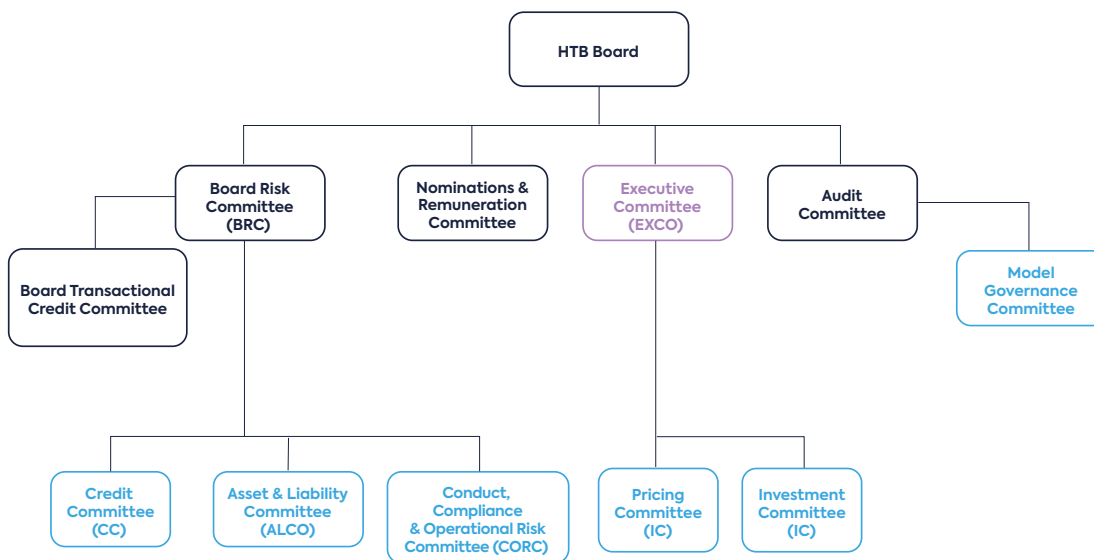 HTB Board
Board Risk
Committee
(BRC)
Nominations &
Remuneration
Committee
Executive
Committee
(EXCO)
Audit
Committee
Board Transactional
Credit Committee
Model
Governance
Committee
Credit
Committee
(CC)
Asset & Liability
Committee
(ALCO)
Conduct,
Compliance
& Operational Risk
Committee (CORC)
Pricing
Committee
(IC)
Investment
Committee
(IC)